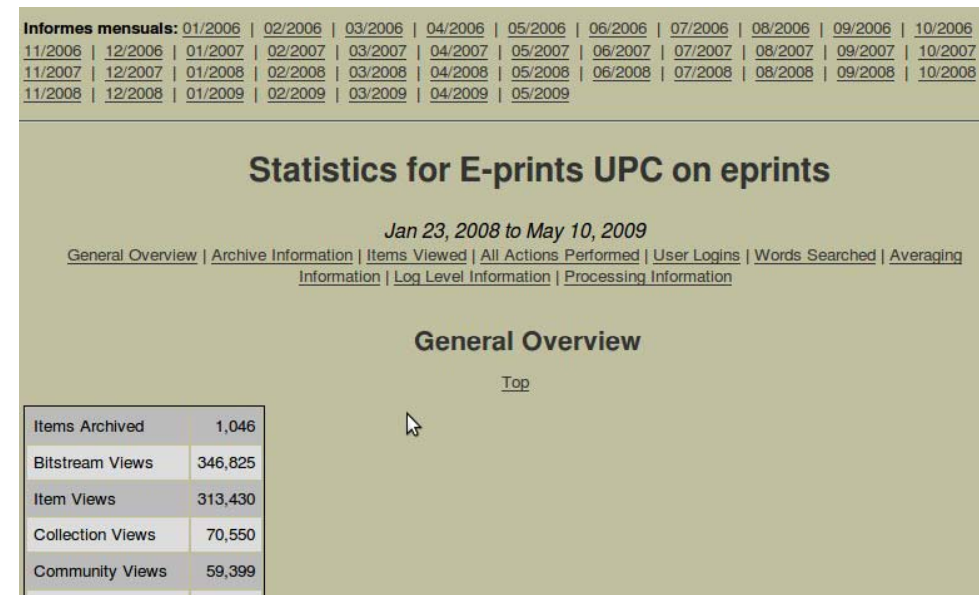 Informes mensuals: 01/2006 | 02/2006 | 03/2006 | 04/2006 | 05/2006 | 06/2006 | 07/2006 | 08/2006 | 09/2006 | 10/2006
11/2006 | 12/2006 | 01/2007 | 02/2007 | 03/2007 | 04/2007 | 05/2007 | 06/2007 | 07/2007 | 08/2007 | 09/2007 | 10/2007
11/2007 | 12/2007 | 01/2008 | 02/2008 | 03/2008 | 04/2008 | 05/2008 | 06/2008 | 07/2008 | 08/2008 | 09/2008 | 10/2008
11/2008 | 12/2008 | 01/2009 | 02/2009 | 03/2009 | 04/2009 | 05/2009
Statistics for E-prints UPC on eprints
Jan 23, 2008 to May 10, 2009
General Overview | Archive Information | Items Viewed | All Actions Performed | User Logins | Words Searched | Averaging
Information | Log Level Information | Processing Information
General Overview
Top
Items Archived 1,046
Bitstream Views 346,825
Item Views 313,430
Collection Views 70,550
Community Views 59,399